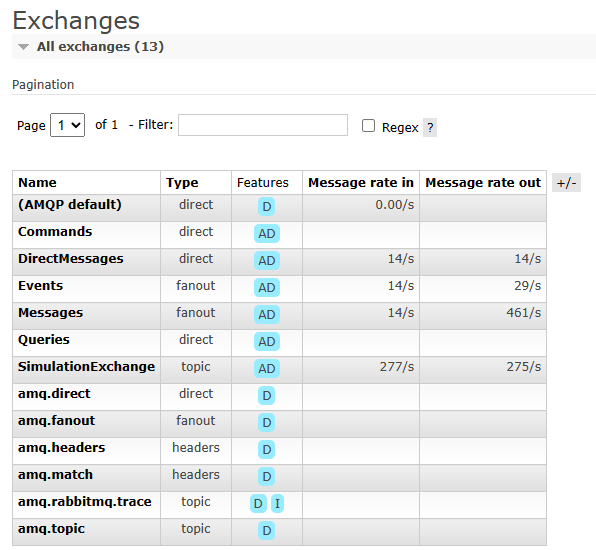 Exchanges
All exchanges (13)
Pagination
Page 1 of 1 - Filter: Regex ?
Name Type Features Message rate in Message rate out +/-
(AMQP default) direct D 0.00/s
Commands direct AD
DirectMessages direct AD 14/s 14/s
Events fanout AD 14/s 29/s
Messages fanout AD 14/s 461/s
Queries direct AD
SimulationExchange topic AD 277/s 275/s
amq.direct direct D
amq.fanout fanout D
amq.headers headers D
amq.match headers D
amq.rabbitmq.trace topic D I
amq.topic topic D